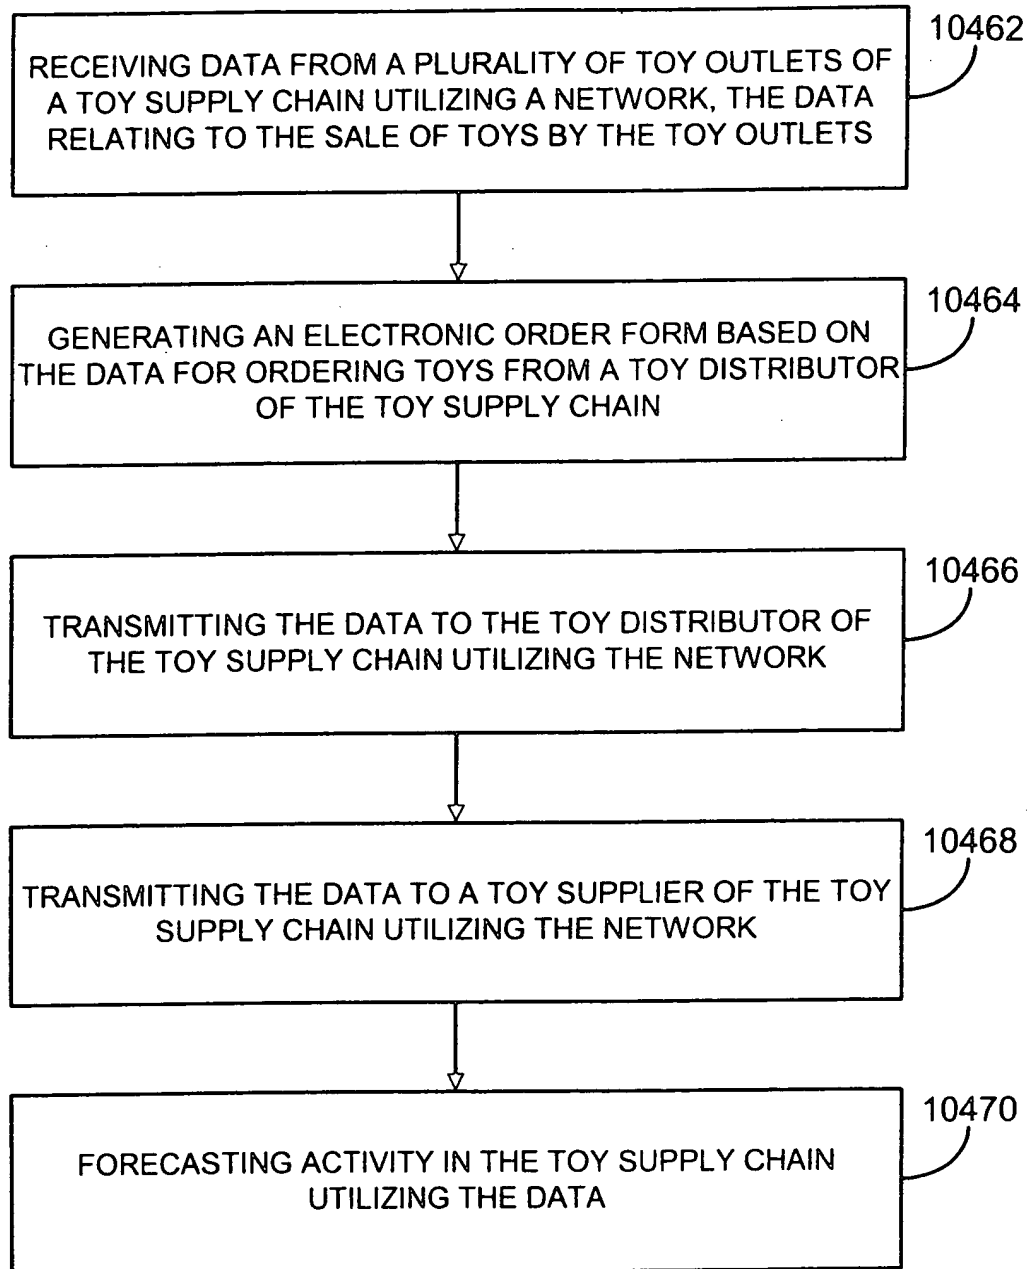 10462
RECEIVING DATA FROM A PLURALITY OF TOY OUTLETS OF
A TOY SUPPLY CHAIN UTILIZING A NETWORK, THE DATA
RELATING TO THE SALE OF TOYS BY THE TOY OUTLETS
10464
GENERATING AN ELECTRONIC ORDER FORM BASED ON
THE DATA FOR ORDERING TOYS FROM A TOY DISTRIBUTOR
OF THE TOY SUPPLY CHAIN
10466
TRANSMITTING THE DATA TO THE TOY DISTRIBUTOR OF
THE TOY SUPPLY CHAIN UTILIZING THE NETWORK
10468
TRANSMITTING THE DATA TO A TOY SUPPLIER OF THE TOY
SUPPLY CHAIN UTILIZING THE NETWORK
10470
FORECASTING ACTIVITY IN THE TOY SUPPLY CHAIN
UTILIZING THE DATA